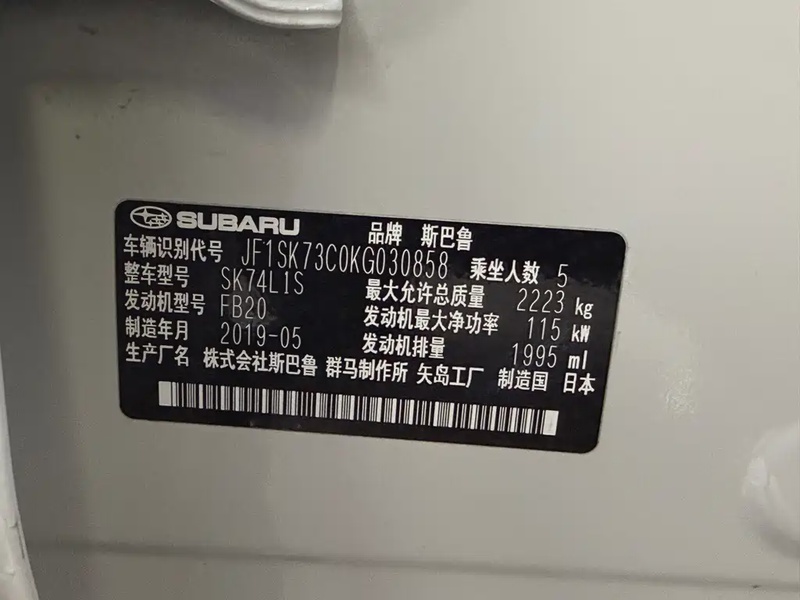 SUBARU 品牌 斯巴鲁
车辆识别代号 JF1SK73C0KG030858 乘坐人数 5
整车型号 SK74L1S 最大允许总质量 2223 kg
发动机型号 FB20 发动机最大净功率 115 kW
制造年月 2019-05 发动机排量 1995 ml
生产厂名 株式会社斯巴鲁 群马制作所 矢岛工厂 制造国 日本